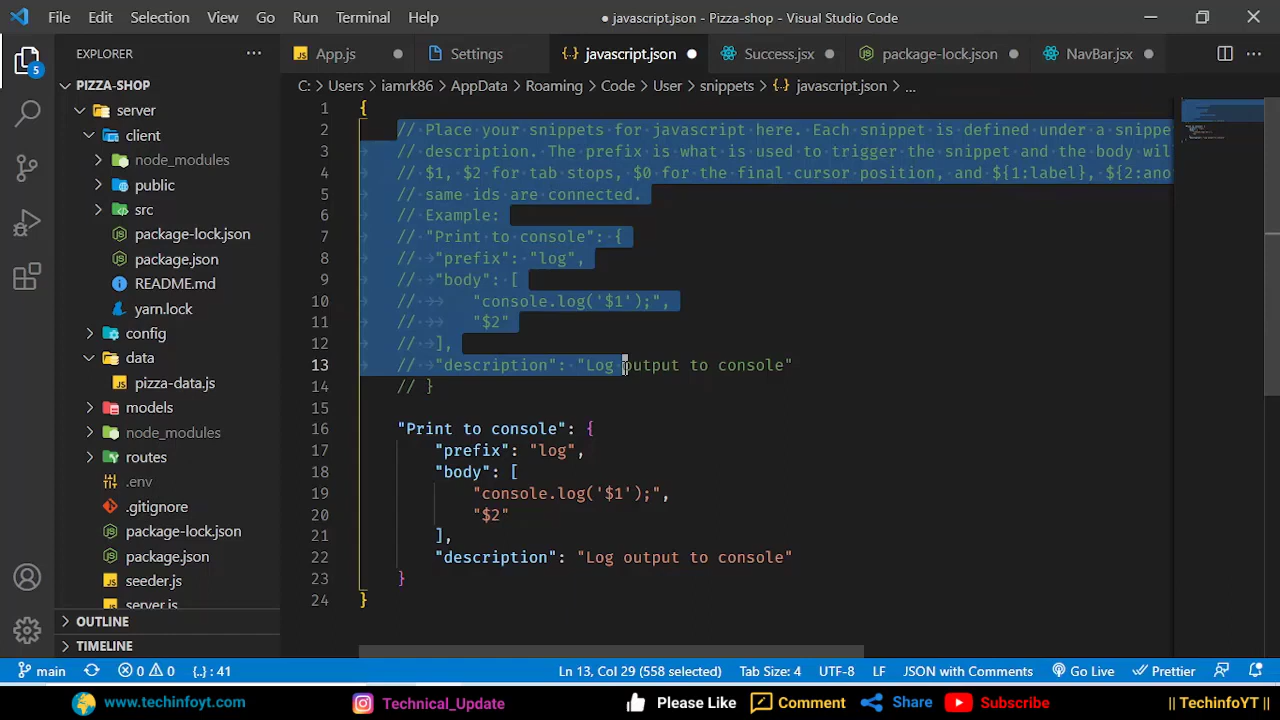 File Edit Selection View Go Run Terminal Help
● javascript.json - Pizza-shop - Visual Studio Code
EXPLORER
App.js Settings javascript.json Success.jsx package-lock.json NavBar.jsx
5
PIZZA-SHOP
C: > Users > iamrk86 > AppData > Roaming > Code > User > snippets > {..} javascript.json > ...
server
client
node_modules
public
src
package-lock.json
package.json
README.md
yarn.lock
config
data
pizza-data.js
models
node_modules
routes
.env
.gitignore
package-lock.json
package.json
seeder.js
server.js
OUTLINE
TIMELINE
1 {
2 // Place your snippets for javascript here. Each snippet is defined under a snippe
3 // description. The prefix is what is used to trigger the snippet and the body wil
4 // $1, $2 for tab stops, $0 for the final cursor position, and ${1:label}, ${2:ano
5 // same ids are connected.
6 // Example:
7 // "Print to console": {
8 // "prefix": "log",
9 // "body": [
10 // "console.log('$1');",
11 // "$2"
12 // ],
13 // "description": "Log output to console"
14 // }
15
16 "Print to console": {
17 "prefix": "log",
18 "body": [
19 "console.log('$1');",
20 "$2"
21 ],
22 "description": "Log output to console"
23 }
24 }
main 0 0 {..} : 41 Ln 13, Col 29 (558 selected) Tab Size: 4 UTF-8 LF JSON with Comments Go Live Prettier
www.techinfoyt.com Technical_Update Please Like Comment Share Subscribe || TechinfoYT ||